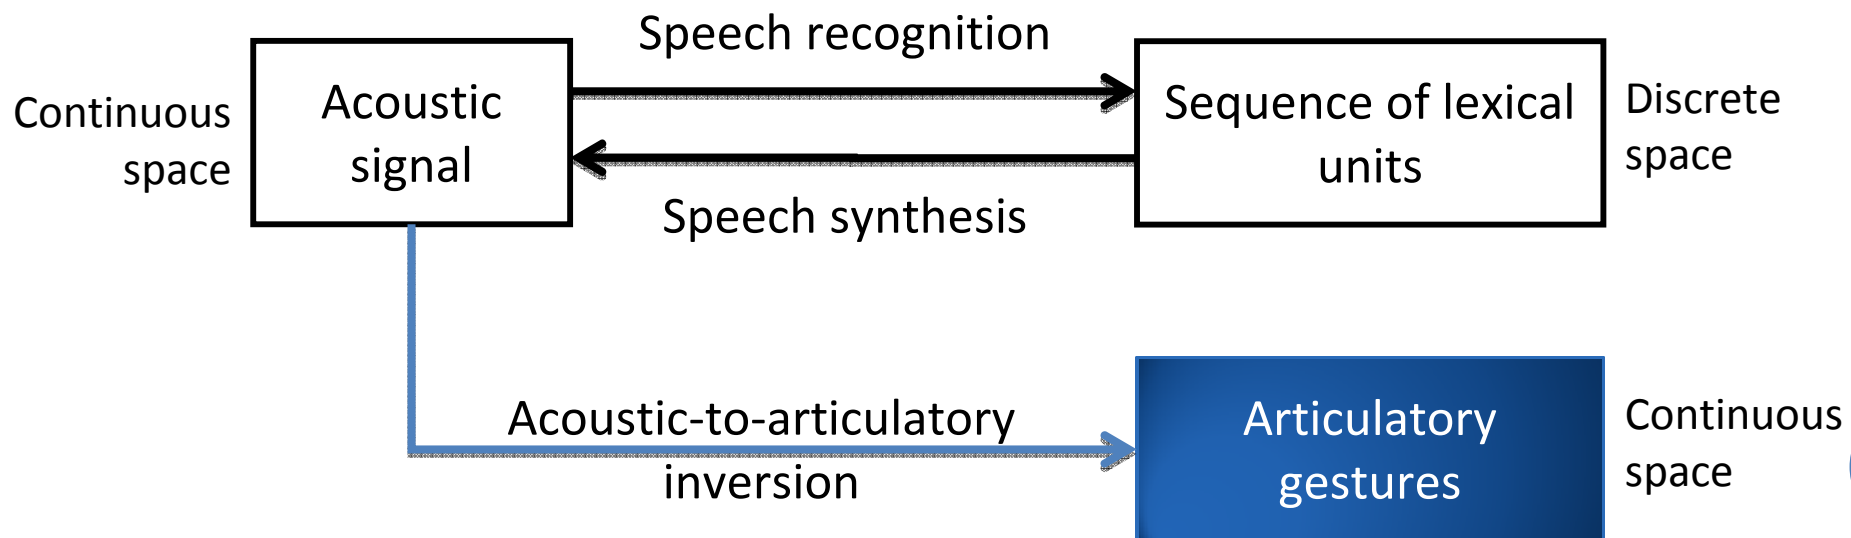 Speech recognition
Continuous
space
Acoustic
signal
Sequence of lexical
units
Discrete
space
Speech synthesis
Acoustic-to-articulatory
inversion
Articulatory
gestures
Continuous
space